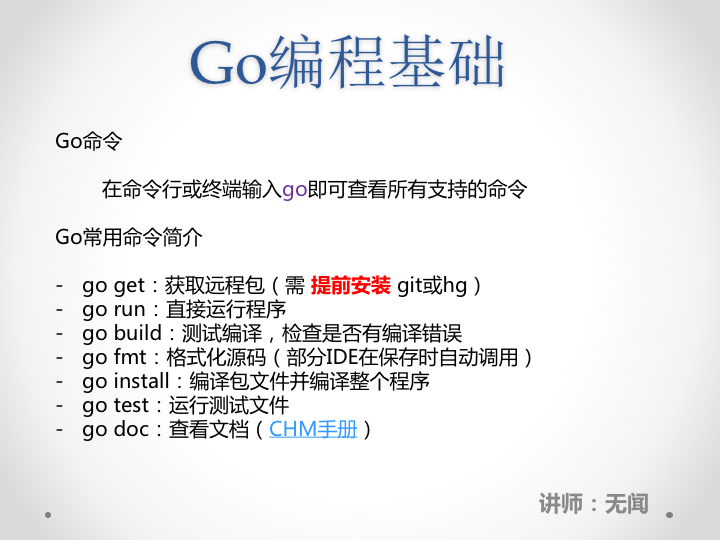 Go编程基础
Go命令
在命令行或终端输入go即可查看所有支持的命令
Go常用命令简介
- go get：获取远程包（需 提前安装 git或hg）
- go run：直接运行程序
- go build：测试编译，检查是否有编译错误
- go fmt：格式化源码（部分IDE在保存时自动调用）
- go install：编译包文件并编译整个程序
- go test：运行测试文件
- go doc：查看文档（CHM手册）
讲师：无闻